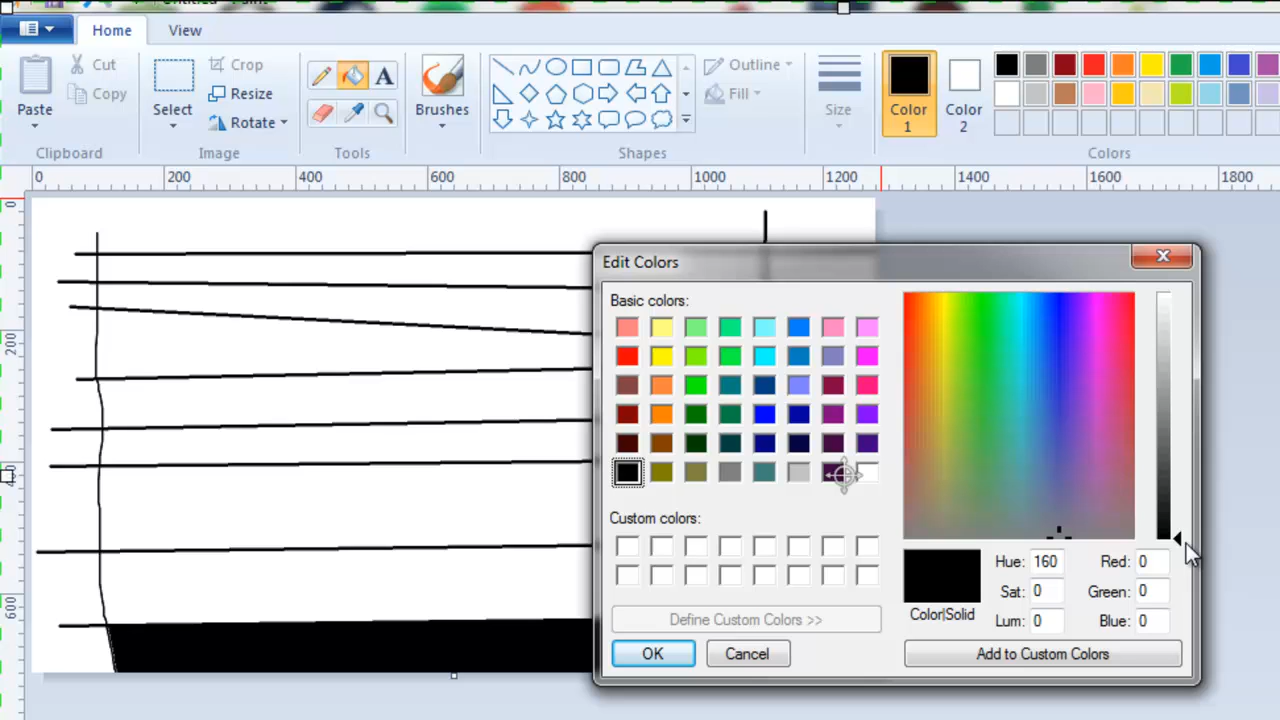 Home View
Paste
Cut
Copy
Clipboard
Select
Crop
Resize
Rotate
Image
A
Tools
Brushes
Outline
Fill
Shapes
Size
Color
1
Color
2
Colors
0 200 400 600 800 1000 1200 1400 1600 1800
0
200
600
Edit Colors
Basic colors:
Custom colors:
Define Custom Colors >>
OK Cancel
Color|Solid
Hue: 160 Red: 0
Sat: 0 Green: 0
Lum: 0 Blue: 0
Add to Custom Colors